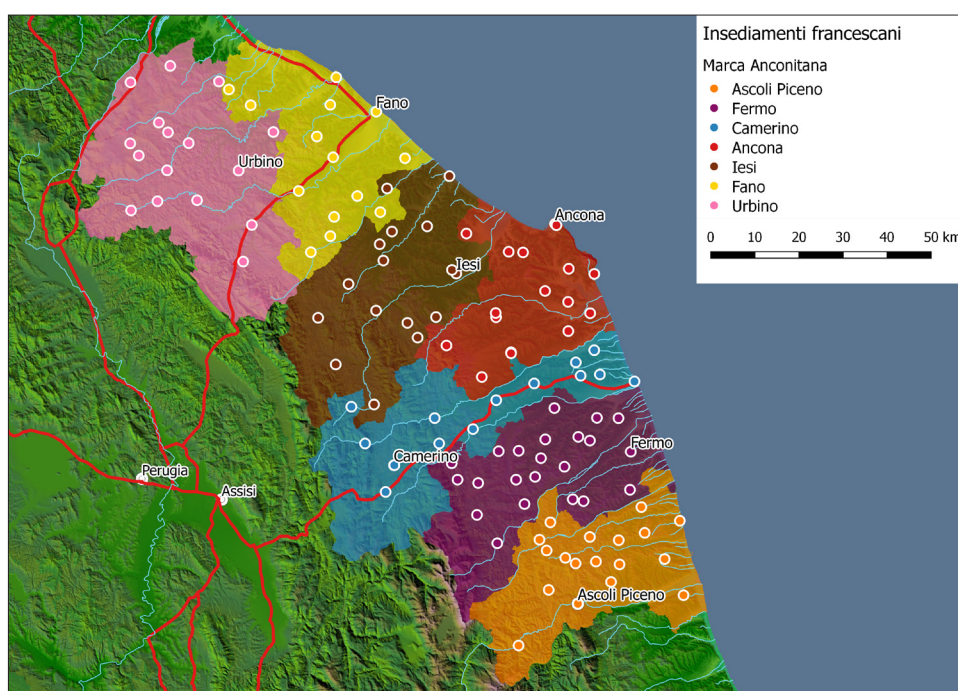 Insediamenti francescani
Marca Anconitana
Ascoli Piceno
Fermo
Camerino
Ancona
Iesi
Fano
Urbino
0 10 20 30 40 50 km
Fano
Urbino
Ancona
Iesi
Camerino
Fermo
Perugia
Assisi
Ascoli Piceno